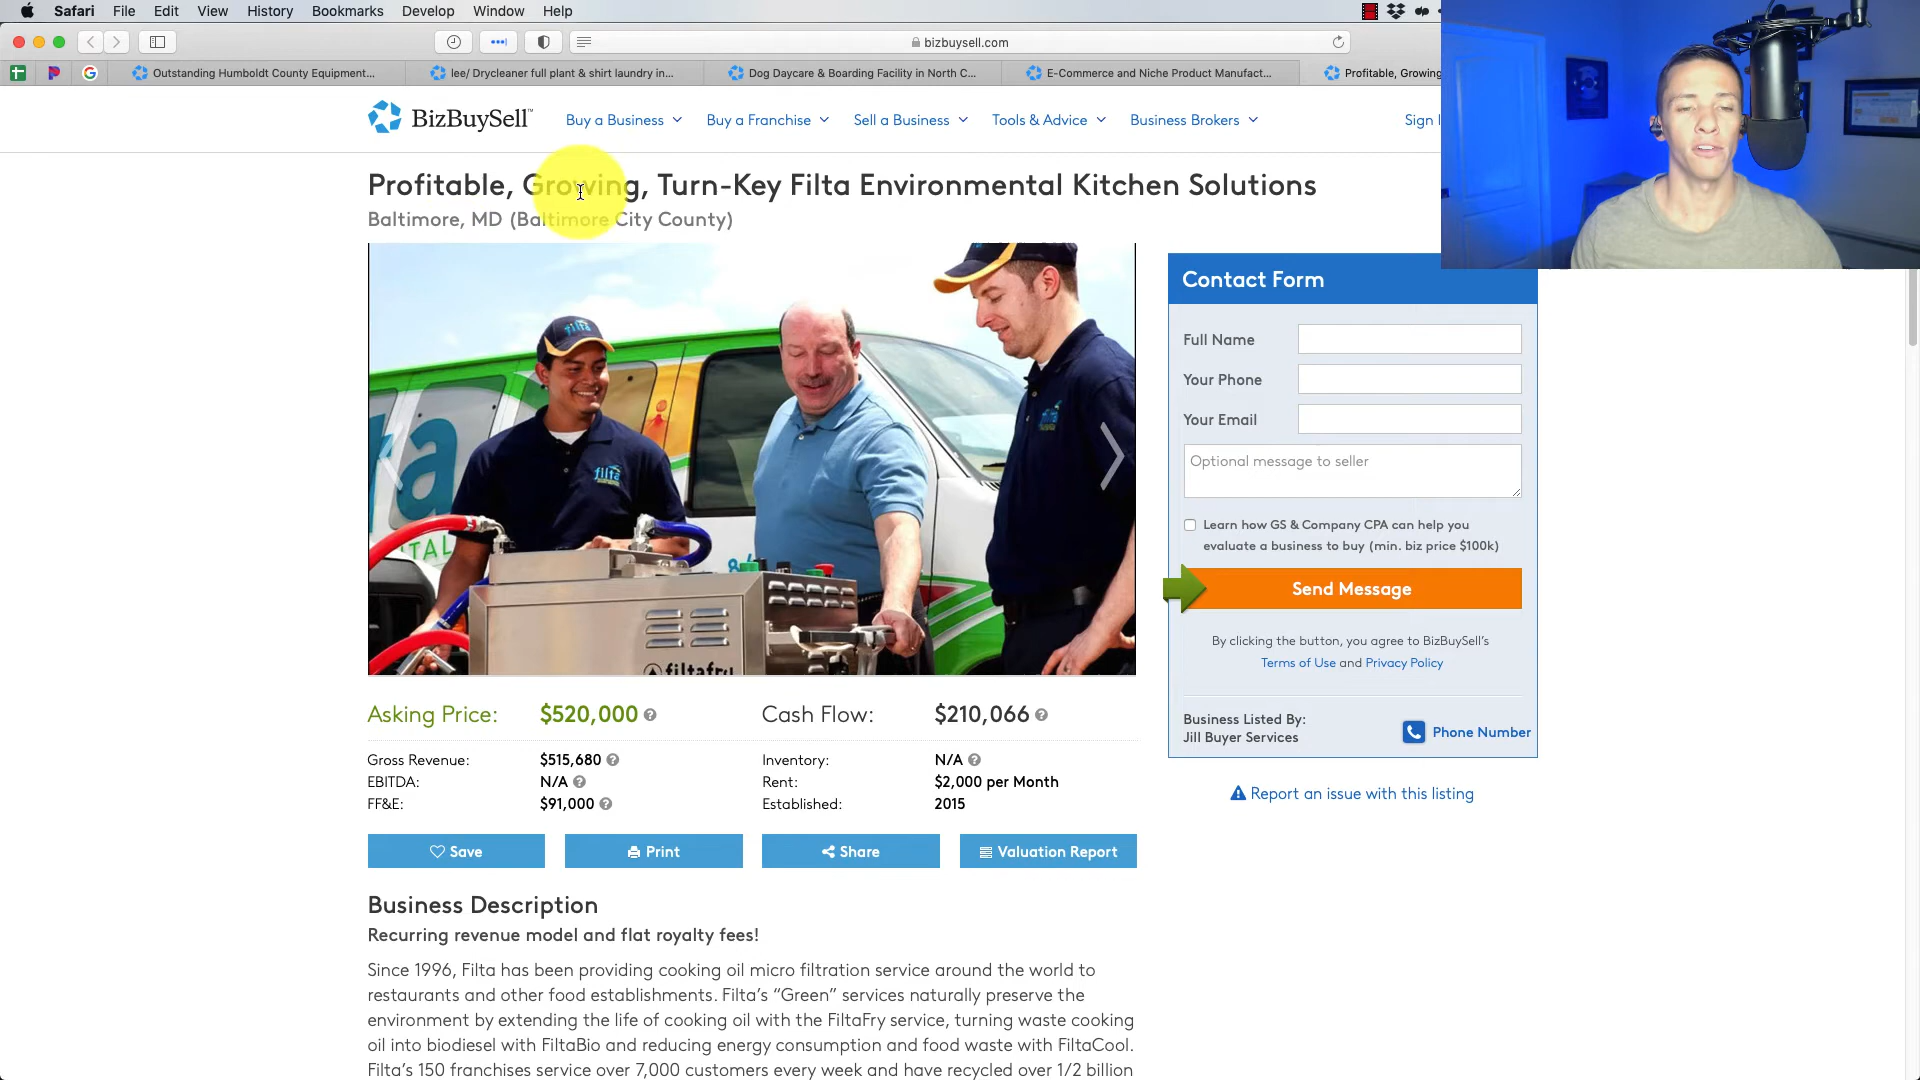 Safari File Edit View History Bookmarks Develop Window Help
bizbuysell.com
Outstanding Humboldt County Equipment...
lee/ Drycleaner full plant & shirt laundry in...
Dog Daycare & Boarding Facility in North C...
E-Commerce and Niche Product Manufact...
Profitable, Growing
BizBuySell™
Buy a Business
Buy a Franchise
Sell a Business
Tools & Advice
Business Brokers
Sign
Profitable, Growing, Turn-Key Filta Environmental Kitchen Solutions
Baltimore, MD (Baltimore City County)
filta
filta
filtafry
Contact Form
Full Name
Your Phone
Your Email
Optional message to seller
Learn how GS & Company CPA can help you
evaluate a business to buy (min. biz price $100k)
Send Message
By clicking the button, you agree to BizBuySell's
Terms of Use and Privacy Policy
Business Listed By:
Jill Buyer Services
Phone Number
Report an issue with this listing
Asking Price: $520,000
Cash Flow: $210,066
Gross Revenue: $515,680
EBITDA: N/A
FF&E: $91,000
Inventory: N/A
Rent: $2,000 per Month
Established: 2015
Save
Print
Share
Valuation Report
Business Description
Recurring revenue model and flat royalty fees!
Since 1996, Filta has been providing cooking oil micro filtration service around the world to
restaurants and other food establishments. Filta's “Green” services naturally preserve the
environment by extending the life of cooking oil with the FiltaFry service, turning waste cooking
oil into biodiesel with FiltaBio and reducing energy consumption and food waste with FiltaCool.
Filta's 150 franchises service over 7,000 customers every week and have recycled over 1/2 billion